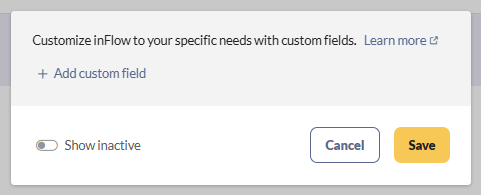 Customize inFlow to your specific needs with custom fields. Learn more
+ Add custom field
Show inactive
Cancel
Save